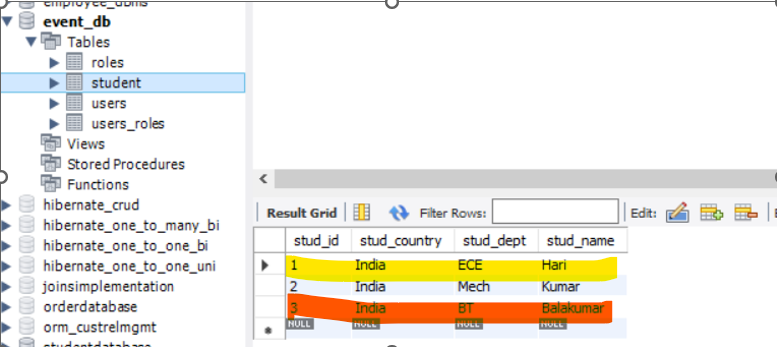 employee_dbms
event_db
Tables
roles
student
users
users_roles
Views
Stored Procedures
Functions
hibernate_crud
hibernate_one_to_many_bi
hibernate_one_to_one_bi
hibernate_one_to_one_uni
joinsimplementation
orderdatabase
orm_custrelmgmt
studentdatabase
Result Grid Filter Rows: Edit:
stud_id stud_country stud_dept stud_name
1 India ECE Hari
2 India Mech Kumar
3 India BT Balakumar
NULL NULL NULL NULL